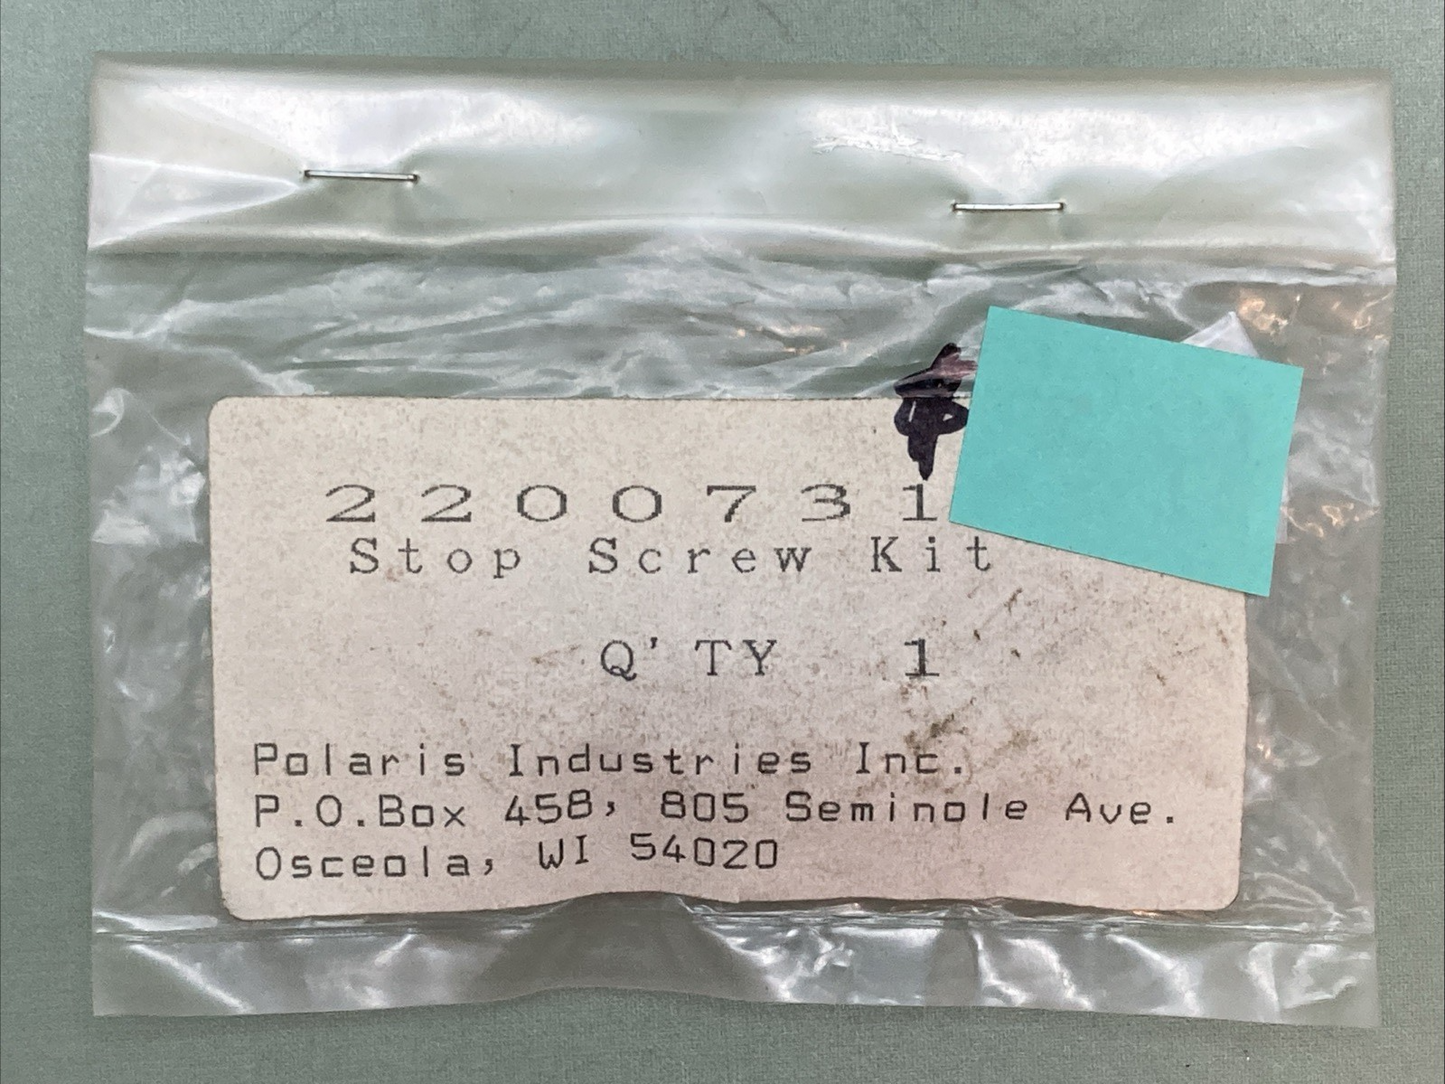 2200731
Stop Screw Kit
Q'TY 1
Polaris Industries Inc.
P.O.Box 458, 805 Seminole Ave.
Osceola, WI 54020